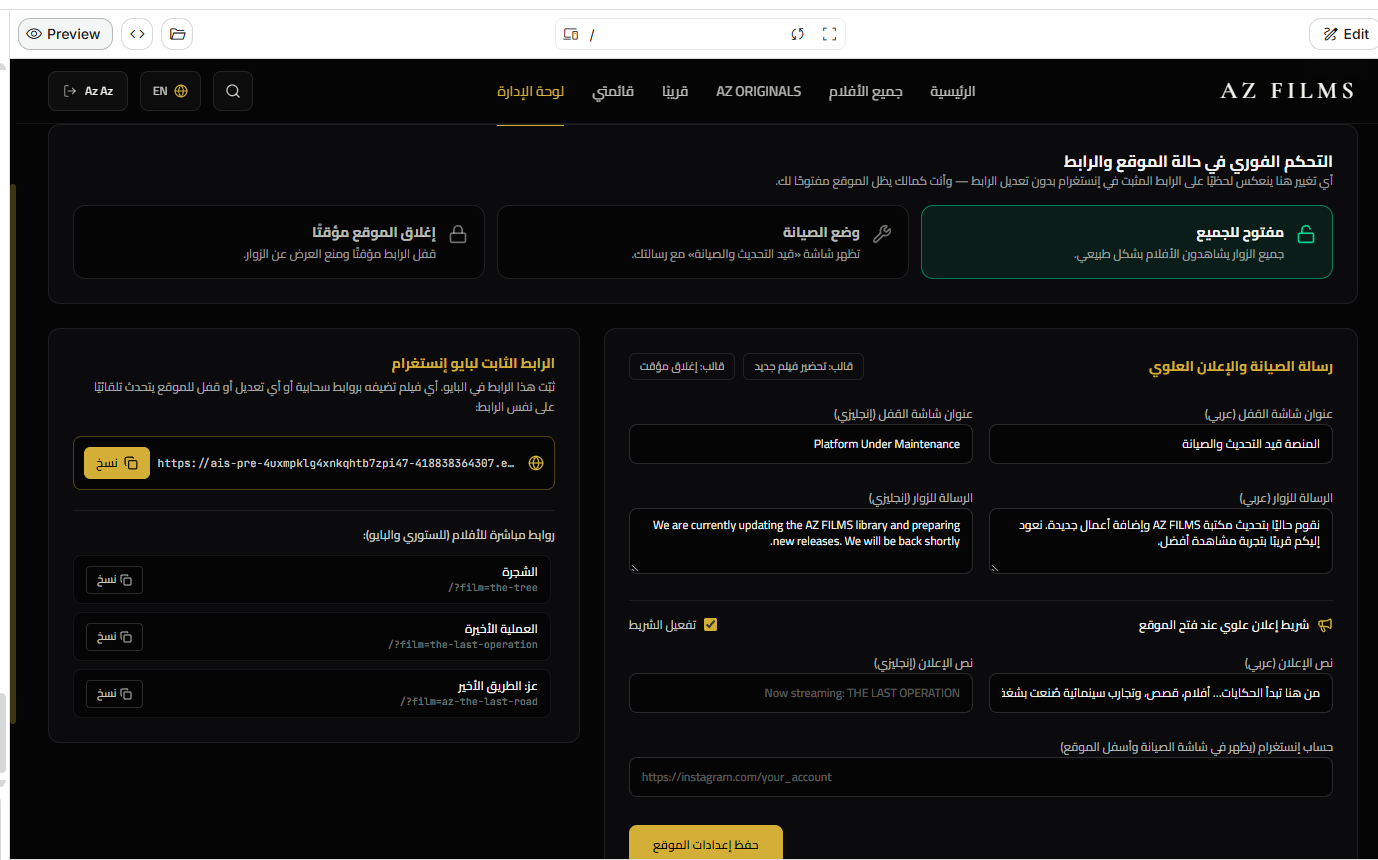 Preview
/
Edit
AZ FILMS
الرئيسية
جميع الأفلام
AZ ORIGINALS
قريبًا
قائمتي
لوحة الإدارة
EN
Az Az
التحكم الفوري في حالة الموقع والرابط
أي تغيير هنا ينعكس لحظيًا على الرابط المثبت في إنستغرام بدون تعديل الرابط — وأنت كمالك يظل الموقع مفتوحًا لك.
مفتوح للجميع
جميع الزوار يشاهدون الأفلام بشكل طبيعي.
وضع الصيانة
تظهر شاشة «قيد التحديث والصيانة» مع رسالتك.
إغلاق الموقع مؤقتًا
قفل الرابط مؤقتًا ومنع العرض عن الزوار.
رسالة الصيانة والإعلان العلوي
قالب: تحضير فيلم جديد
قالب: إغلاق مؤقت
عنوان شاشة القفل (عربي)
عنوان شاشة القفل (إنجليزي)
المنصة قيد التحديث والصيانة
Platform Under Maintenance
الرسالة للزوار (عربي)
الرسالة للزوار (إنجليزي)
نقوم حاليًا بتحديث مكتبة AZ FILMS وإضافة أعمال جديدة. نعود
إليكم قريبًا بتجربة مشاهدة أفضل.
We are currently updating the AZ FILMS library and preparing
new releases. We will be back shortly.
شريط إعلان علوي عند فتح الموقع
تفعيل الشريط
نص الإعلان (عربي)
نص الإعلان (إنجليزي)
من هنا تبدأ الحكايات... أفلام، قصص، وتجارب سينمائية صُنعت بشغف
Now streaming: THE LAST OPERATION
حساب إنستغرام (يظهر في شاشة الصيانة وأسفل الموقع)
https://instagram.com/your_account
حفظ إعدادات الموقع
الرابط الثابت لبايو إنستغرام
ثبّت هذا الرابط في البايو. أي فيلم تضيفه بروابط سحابية أو أي تعديل أو قفل للموقع يتحدث تلقائيًا
على نفس الرابط:
https://ais-pre-4uxmpklg4xnkqhtb7zpi47-418838364307.e…
نسخ
روابط مباشرة للأفلام (للستوري والبايو):
الشجرة
/?film=the-tree
نسخ
العملية الأخيرة
/?film=the-last-operation
نسخ
عز: الطريق الأخير
/?film=az-the-last-road
نسخ